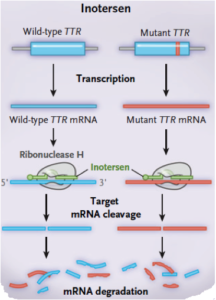 Inotersen
Wild-type TTR
Mutant TTR
Transcription
Wild-type TTR mRNA
Mutant TTR mRNA
Ribonuclease H
Inotersen
5'
3'
Target
mRNA cleavage
mRNA degradation